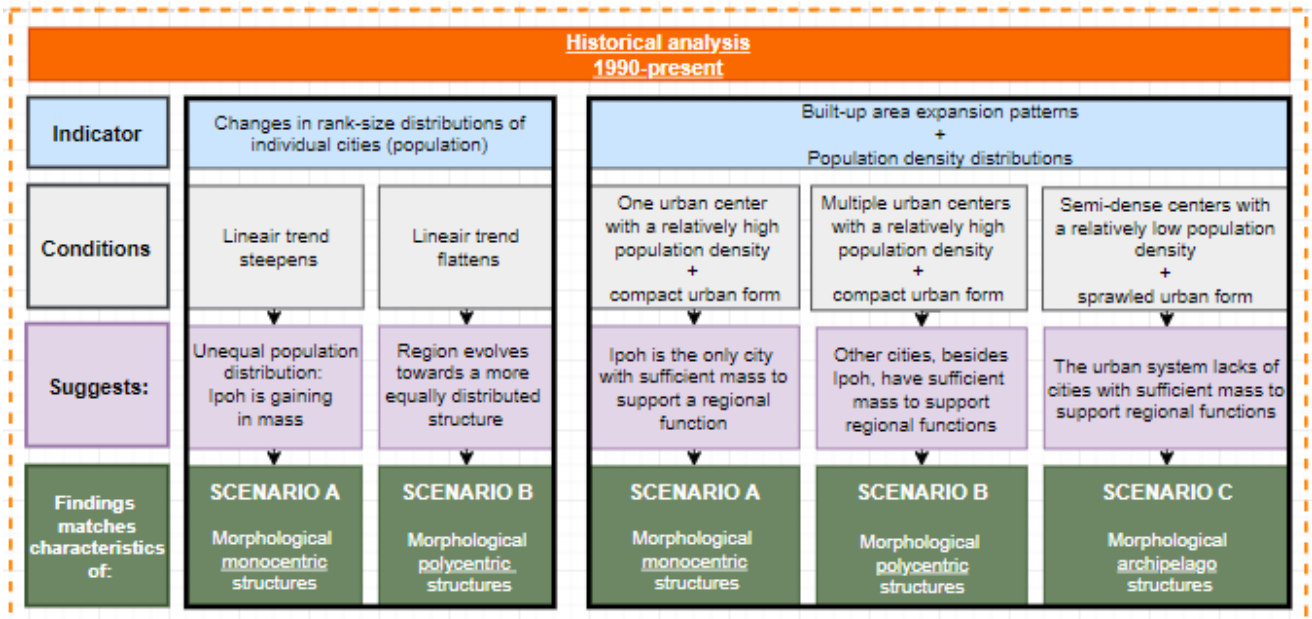 Historical analysis
1990-present
Indicator
Changes in rank-size distributions of
individual cities (population)
Built-up area expansion patterns
+
Population density distributions
Conditions
Lineair trend
steepens
Lineair trend
flattens
One urban center
with a relatively high
population density
+
compact urban form
Multiple urban centers
with a relatively high
population density
+
compact urban form
Semi-dense centers with
a relatively low population
density
+
sprawled urban form
Suggests:
Unequal population
distribution:
Ipoh is gaining
in mass
Region evolves
towards a more
equally distributed
structure
Ipoh is the only city
with sufficient mass to
support a regional
function
Other cities, besides
Ipoh, have sufficient
mass to support
regional functions
The urban system lacks of
cities with sufficient mass to
support regional functions
Findings
matches
characteristics
of:
SCENARIO A
Morphological
monocentric
structures
SCENARIO B
Morphological
polycentric
structures
SCENARIO A
Morphological
monocentric
structures
SCENARIO B
Morphological
polycentric
structures
SCENARIO C
Morphological
archipelago
structures